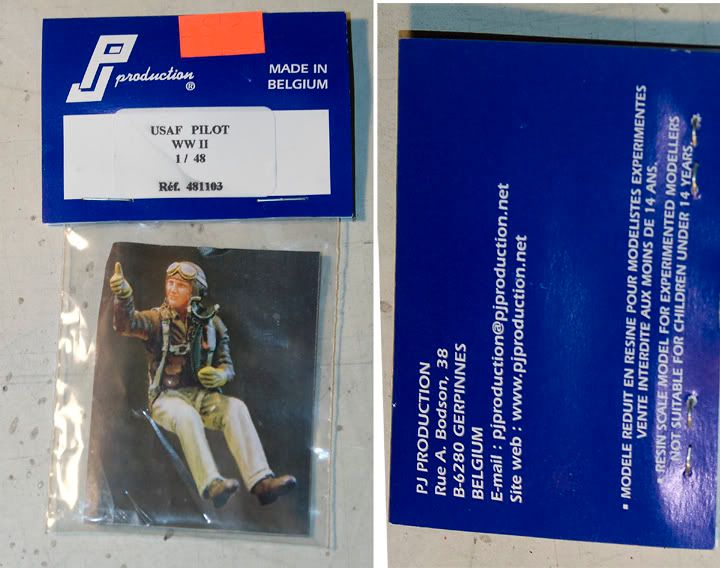 PJ production ®
MADE IN
BELGIUM
USAF PILOT
WW II
1 / 48
Réf. 481103
PJ PRODUCTION
Rue A. Bodson, 38
B-6280 GERPINNES
BELGIUM
E-mail : pjproduction@pjproduction.net
Site web : www.pjproduction.net
• MODELE REDUIT EN RESINE POUR MODELISTES EXPERIMENTES
VENTE INTERDITE AUX MOINS DE 14 ANS.
RESIN SCALE MODEL FOR EXPERIMENTED MODELLERS
NOT SUITABLE FOR CHILDREN UNDER 14 YEARS.